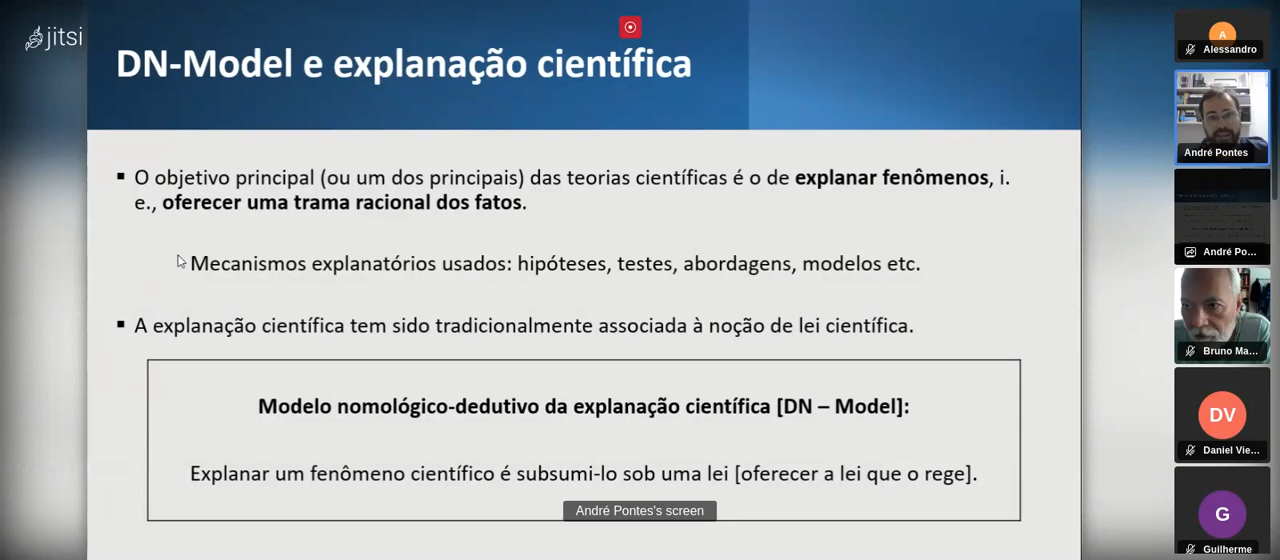 jitsi
DN-Model e explanação científica
▪ O objetivo principal (ou um dos principais) das teorias científicas é o de explanar fenômenos, i.
e., oferecer uma trama racional dos fatos.
Mecanismos explanatórios usados: hipóteses, testes, abordagens, modelos etc.
▪ A explanação científica tem sido tradicionalmente associada à noção de lei científica.
Modelo nomológico-dedutivo da explanação científica [DN – Model]:
Explanar um fenômeno científico é subsumi-lo sob uma lei [oferecer a lei que o rege].
André Pontes's screen
A
Alessandro
André Pontes
André Po...
Bruno Ma...
DV
Daniel Vie...
G
Guilherme